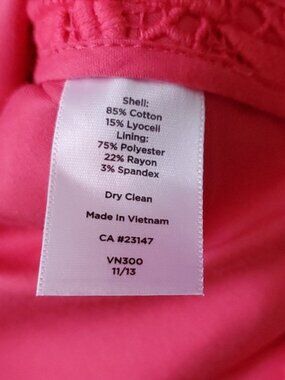 Shell:
85% Cotton
15% Lyocell
Lining:
75% Polyester
22% Rayon
3% Spandex
Dry Clean
Made In Vietnam
CA #23147
VN300
11/13